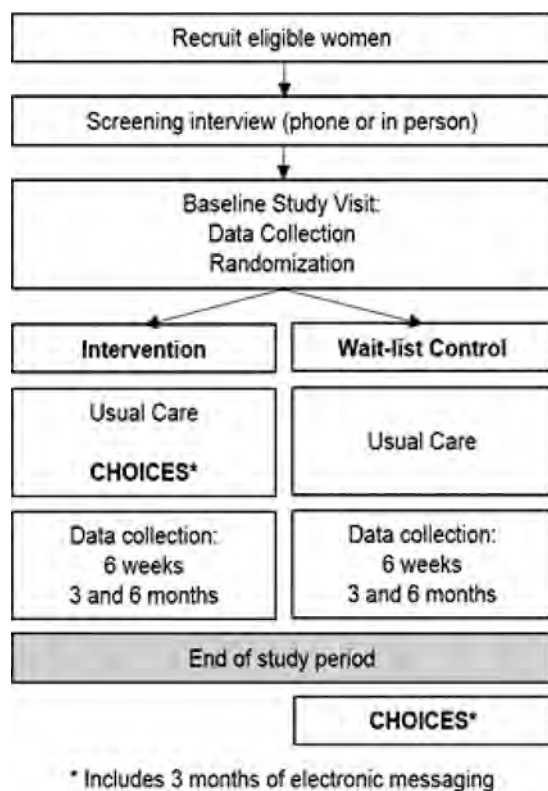 Recruit eligible women
Screening interview (phone or in person)
Baseline Study Visit:
Data Collection
Randomization
Intervention
Wait-list Control
Usual Care
CHOICES*
Usual Care
Data collection:
6 weeks
3 and 6 months
Data collection:
6 weeks
3 and 6 months
End of study period
CHOICES*
* Includes 3 months of electronic messaging